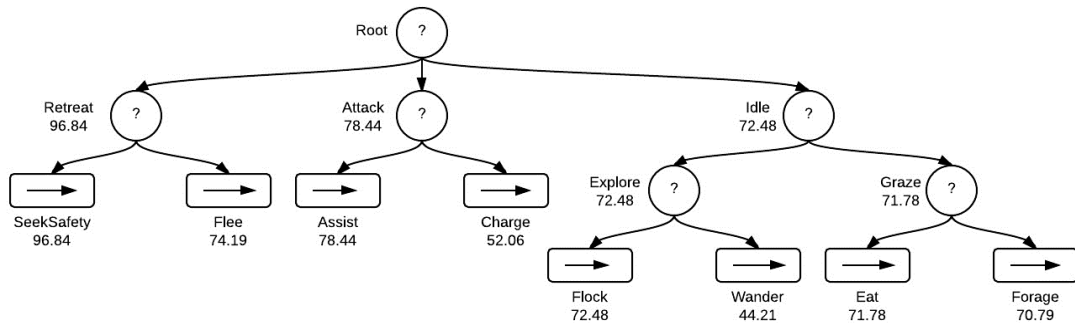 Root
?
Retreat
96.84
?
Attack
78.44
?
Idle
72.48
?
SeekSafety
96.84
Flee
74.19
Assist
78.44
Charge
52.06
Explore
72.48
?
Graze
71.78
?
Flock
72.48
Wander
44.21
Eat
71.78
Forage
70.79